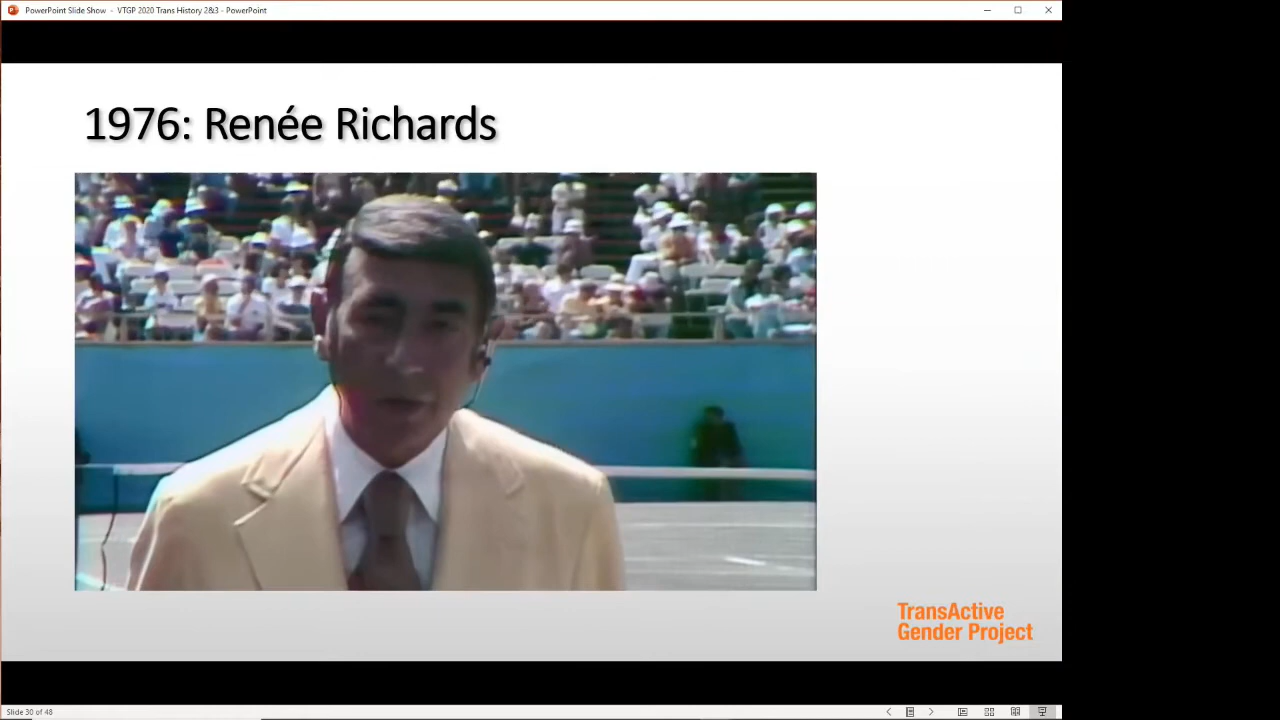 PowerPoint Slide Show - VTGP 2020 Trans History 2&3 - PowerPoint
1976: Renée Richards
TransActive
Gender Project
Slide 30 of 48